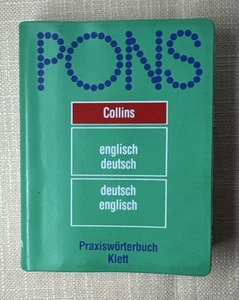 PONS
Collins
englisch
deutsch
deutsch
englisch
Praxiswörterbuch
Klett